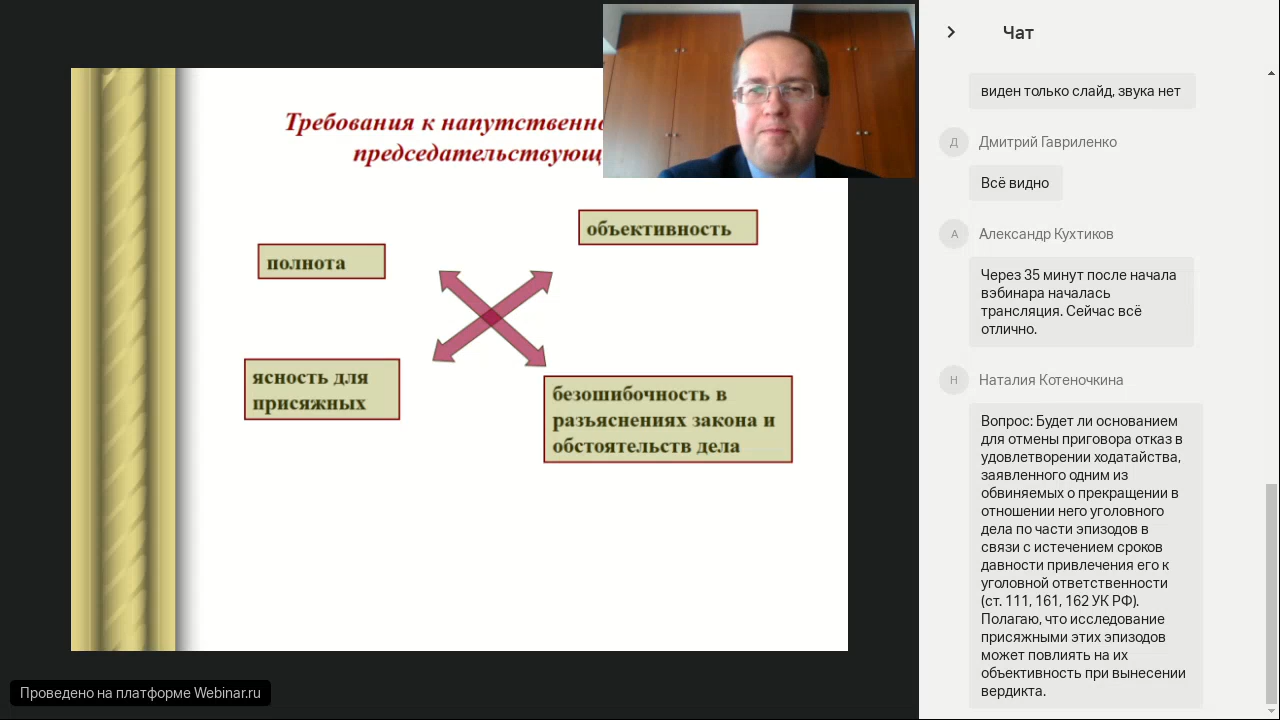 Требования к напутственно
председательствующ
объективность
полнота
ясность для
присяжных
безошибочность в
разъяснениях закона и
обстоятельств дела
Проведено на платформе Webinar.ru
Чат
виден только слайд, звука нет
Д
Дмитрий Гавриленко
Всё видно
А
Александр Кухтиков
Через 35 минут после начала
вэбинара началась
трансляция. Сейчас всё
отлично.
Н
Наталия Котеночкина
Вопрос: Будет ли основанием
для отмены приговора отказ в
удовлетворении ходатайства,
заявленного одним из
обвиняемых о прекращении в
отношении него уголовного
дела по части эпизодов в
связи с истечением сроков
давности привлечения его к
уголовной ответственности
(ст. 111, 161, 162 УК РФ).
Полагаю, что исследование
присяжными этих эпизодов
может повлиять на их
объективность при вынесении
вердикта.